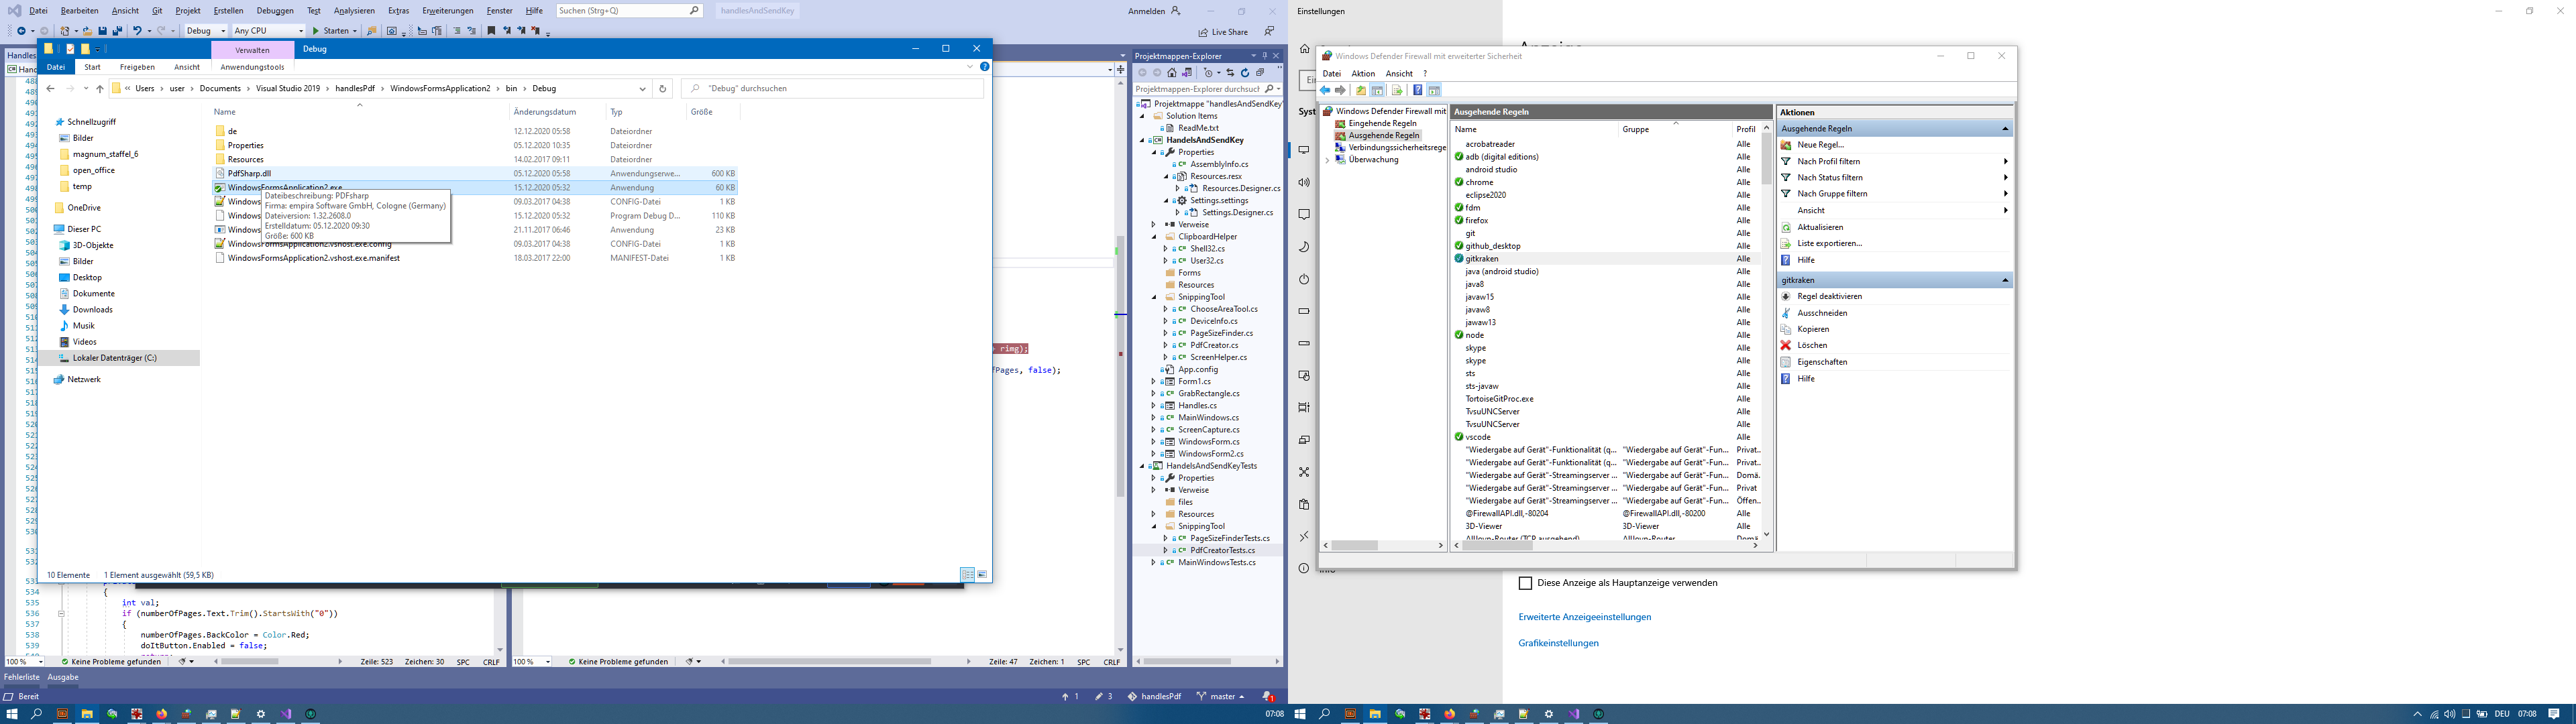 Datei Bearbeiten Ansicht Git Projekt Erstellen Debuggen Test Analysieren Extras Erweiterungen Fenster Hilfe Suchen (Strg+Q) handlesAndSendKey Anmelden
Debug Any CPU Starten Live Share
Verwalten Debug
Datei Start Freigeben Ansicht Anwendungstools
« Users › user › Documents › Visual Studio 2019 › handlesPdf › WindowsFormsApplication2 › bin › Debug
"Debug" durchsuchen
Schnellzugriff
Bilder
magnum_staffel_6
open_office
temp
OneDrive
Dieser PC
3D-Objekte
Bilder
Desktop
Dokumente
Downloads
Musik
Videos
Lokaler Datenträger (C:)
Netzwerk
Name Änderungsdatum Typ Größe
de 12.12.2020 05:58 Dateiordner
Properties 05.12.2020 10:35 Dateiordner
Resources 14.02.2017 09:11 Dateiordner
PdfSharp.dll 05.12.2020 05:58 Anwendungserwe... 600 KB
WindowsFormsApplication2.exe 15.12.2020 05:32 Anwendung 60 KB
Windows 09.03.2017 04:38 CONFIG-Datei 1 KB
Windows 15.12.2020 05:32 Program Debug D... 110 KB
Windows 21.11.2017 06:46 Anwendung 23 KB
WindowsFormsApplication2.vshost.exe.config 09.03.2017 04:38 CONFIG-Datei 1 KB
WindowsFormsApplication2.vshost.exe.manifest 18.03.2017 22:00 MANIFEST-Datei 1 KB
Dateibeschreibung: PDFsharp
Firma: empira Software GmbH, Cologne (Germany)
Dateiversion: 1.32.2608.0
Erstelldatum: 05.12.2020 09:30
Größe: 600 KB
10 Elemente 1 Element ausgewählt (59,5 KB)
rimg);
fPages, false);
534 {
535 int val;
536 if (numberOfPages.Text.Trim().StartsWith("0"))
537 {
538 numberOfPages.BackColor = Color.Red;
539 doItButton.Enabled = false;
100 % Keine Probleme gefunden Zeile: 523 Zeichen: 30 SPC CRLF
100 % Keine Probleme gefunden Zeile: 47 Zeichen: 1 SPC CRLF
Fehlerliste Ausgabe
Bereit 1 3 handlesPdf master 1
Projektmappen-Explorer
Projektmappen-Explorer durchsuc
Projektmappe "handlesAndSendKey"
Solution Items
ReadMe.txt
HandelsAndSendKey
Properties
AssemblyInfo.cs
Resources.resx
Resources.Designer.cs
Settings.settings
Settings.Designer.cs
Verweise
ClipboardHelper
Shell32.cs
User32.cs
Forms
Resources
SnippingTool
ChooseAreaTool.cs
DeviceInfo.cs
PageSizeFinder.cs
PdfCreator.cs
ScreenHelper.cs
App.config
Form1.cs
GrabRectangle.cs
Handles.cs
MainWindows.cs
ScreenCapture.cs
WindowForm.cs
WindowForm2.cs
HandelsAndSendKeyTests
Properties
Verweise
files
Resources
SnippingTool
PageSizeFinderTests.cs
PdfCreatorTests.cs
MainWindowsTests.cs
Einstellungen
Windows Defender Firewall mit erweiterter Sicherheit
Datei Aktion Ansicht ?
Windows Defender Firewall mit
Eingehende Regeln
Ausgehende Regeln
Verbindungssicherheitsrege
Überwachung
Ausgehende Regeln
Name Gruppe Profil
acrobatreader Alle
adb (digital editions) Alle
android studio Alle
chrome Alle
eclipse2020 Alle
fdm Alle
firefox Alle
git Alle
github_desktop Alle
gitkraken Alle
java (android studio) Alle
java8 Alle
javaw15 Alle
javaw8 Alle
jawaw13 Alle
node Alle
skype Alle
skype Alle
sts Alle
sts-javaw Alle
TortoiseGitProc.exe Alle
TvsuUNCServer Alle
TvsuUNCServer Alle
vscode Alle
"Wiedergabe auf Gerät"-Funktionalität (q... "Wiedergabe auf Gerät"-Fun... Privat..
"Wiedergabe auf Gerät"-Funktionalität (q... "Wiedergabe auf Gerät"-Fun... Privat..
"Wiedergabe auf Gerät"-Streamingserver ... "Wiedergabe auf Gerät"-Fun... Domä.
"Wiedergabe auf Gerät"-Streamingserver ... "Wiedergabe auf Gerät"-Fun... Privat
"Wiedergabe auf Gerät"-Streamingserver ... "Wiedergabe auf Gerät"-Fun... Öffen..
@FirewallAPI.dll,-80204 @FirewallAPI.dll,-80200 Alle
3D-Viewer 3D-Viewer Alle
Aktionen
Ausgehende Regeln
Neue Regel...
Nach Profil filtern
Nach Status filtern
Nach Gruppe filtern
Ansicht
Aktualisieren
Liste exportieren...
Hilfe
gitkraken
Regel deaktivieren
Ausschneiden
Kopieren
Löschen
Eigenschaften
Hilfe
Diese Anzeige als Hauptanzeige verwenden
Erweiterte Anzeigeeinstellungen
Grafikeinstellungen
07:08
DEU 07:08